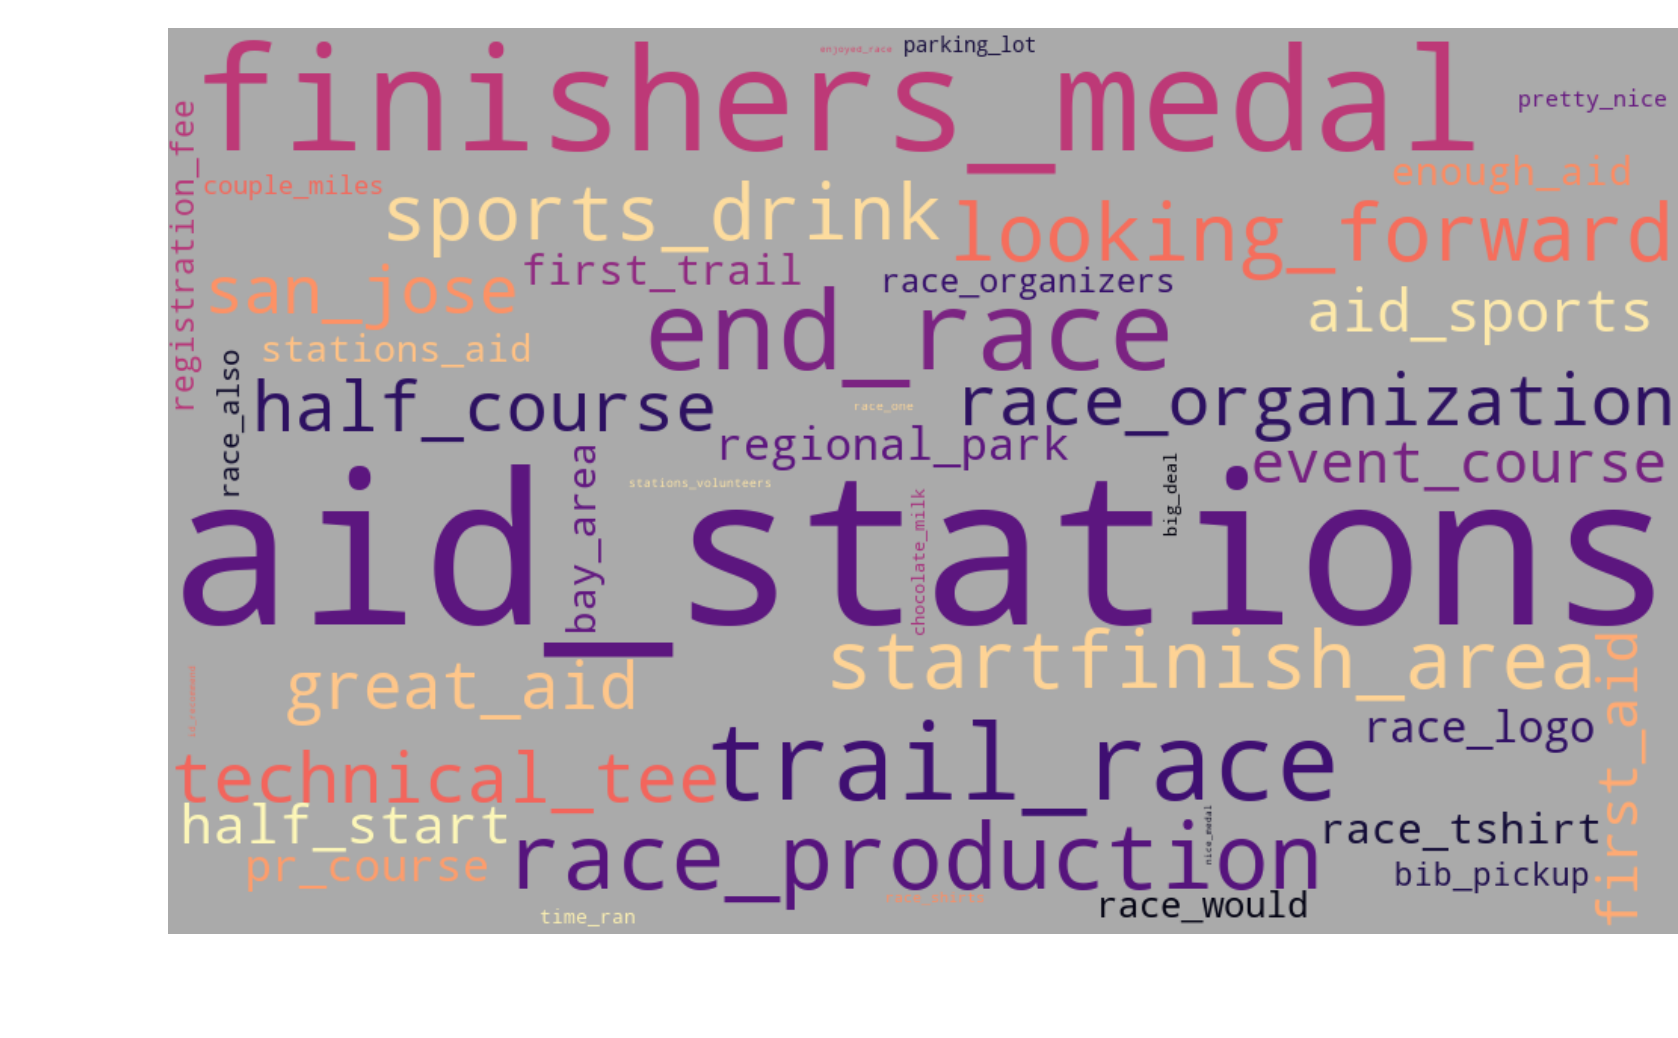 enjoyed_race
parking_lot
finishers_medal
pretty_nice
registration_fee
couple_miles
enough_aid
sports_drink
looking_forward
san_jose
first_trail
race_organizers
aid_sports
end_race
stations_aid
race_also
half_course
race_one
race_organization
regional_park
event_course
bay_area
stations_volunteers
big_deal
aid_stations
chocolate_milk
startfinish_area
first_aid
great_aid
id_recommend
race_logo
technical_tee
trail_race
half_start
race_production
nice_medal
race_tshirt
pr_course
bib_pickup
race_would
time_ran